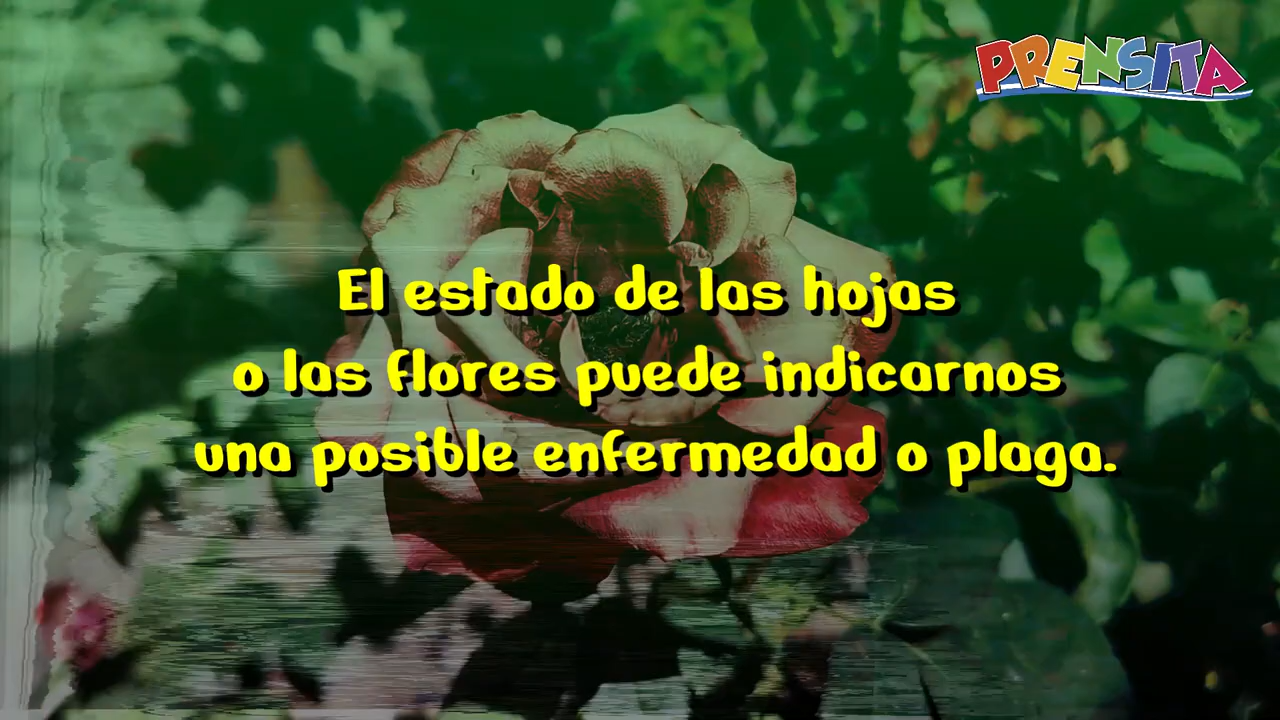 PRENSITA
El estado de las hojas
o las flores puede indicarnos
una posible enfermedad o plaga.